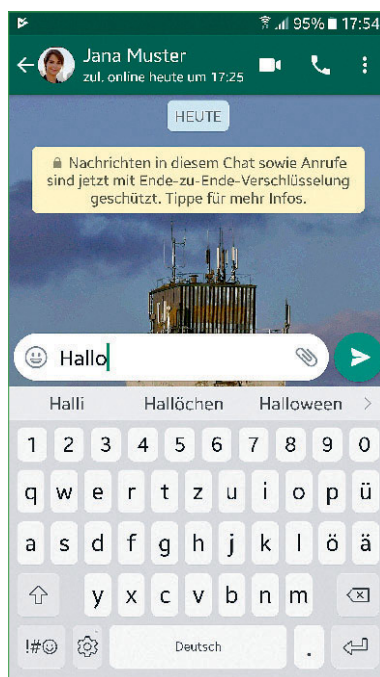 95% 17:54
Jana Muster
zul. online heute um 17:25
HEUTE
Nachrichten in diesem Chat sowie Anrufe
sind jetzt mit Ende-zu-Ende-Verschlüsselung
geschützt. Tippe für mehr Infos.
Hallo
Halli Hallöchen Halloween >
1 2 3 4 5 6 7 8 9 0
q w e r t z u i o p ü
a s d f g h j k l ö ä
y x c v b n m
!#☺ Deutsch .